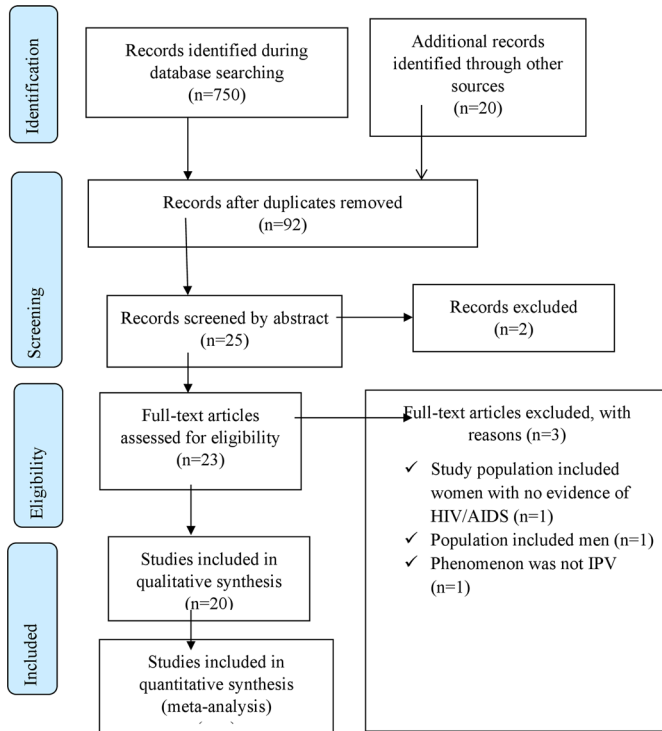 Identification
Records identified during
database searching
(n=750)
Additional records
identified through other
sources
(n=20)
Screening
Records after duplicates removed
(n=92)
Records screened by abstract
(n=25)
Records excluded
(n=2)
Eligibility
Full-text articles
assessed for eligibility
(n=23)
Full-text articles excluded, with
reasons (n=3)
✓ Study population included
women with no evidence of
HIV/AIDS (n=1)
✓ Population included men (n=1)
✓ Phenomenon was not IPV
(n=1)
Included
Studies included in
qualitative synthesis
(n=20)
Studies included in
quantitative synthesis
(meta-analysis)